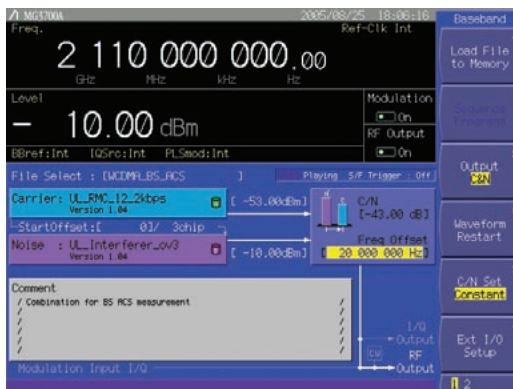 MG3700A 2005/08/25 18:06:16
Freq. Ref-Clk Int
2 110 000 000.00
GHz MHz kHz Hz
Level
- 10.00 dBm
Modulation
On
RF Output
On
BBref:Int IQSrc:Int PLSmod:Int
File Select : [WCDMA_BS_ACS ] Playing S/F Trigger : Off
Carrier: UL_RMC_12_2kbps
Version 1.04
[ -53.00dBm]
StartOffset:[ 0]/ 3chip
Noise : UL_Interferer_ov3
Version 1.04
[ -10.00dBm]
C/N
[-43.00 dB]
Freq Offset
[ 20 000 000 Hz]
Comment
/ Combination for BS ACS measurement /
/ /
/ /
/ /
/ /
/ /
I/Q
Output
CW RF
Output
Modulation Input I/Q
Baseband
Load File
to Memory
Sequence
Output
C&N
Waveform
Restart
C/N Set
Constant
Ext I/O
Setup
1 2